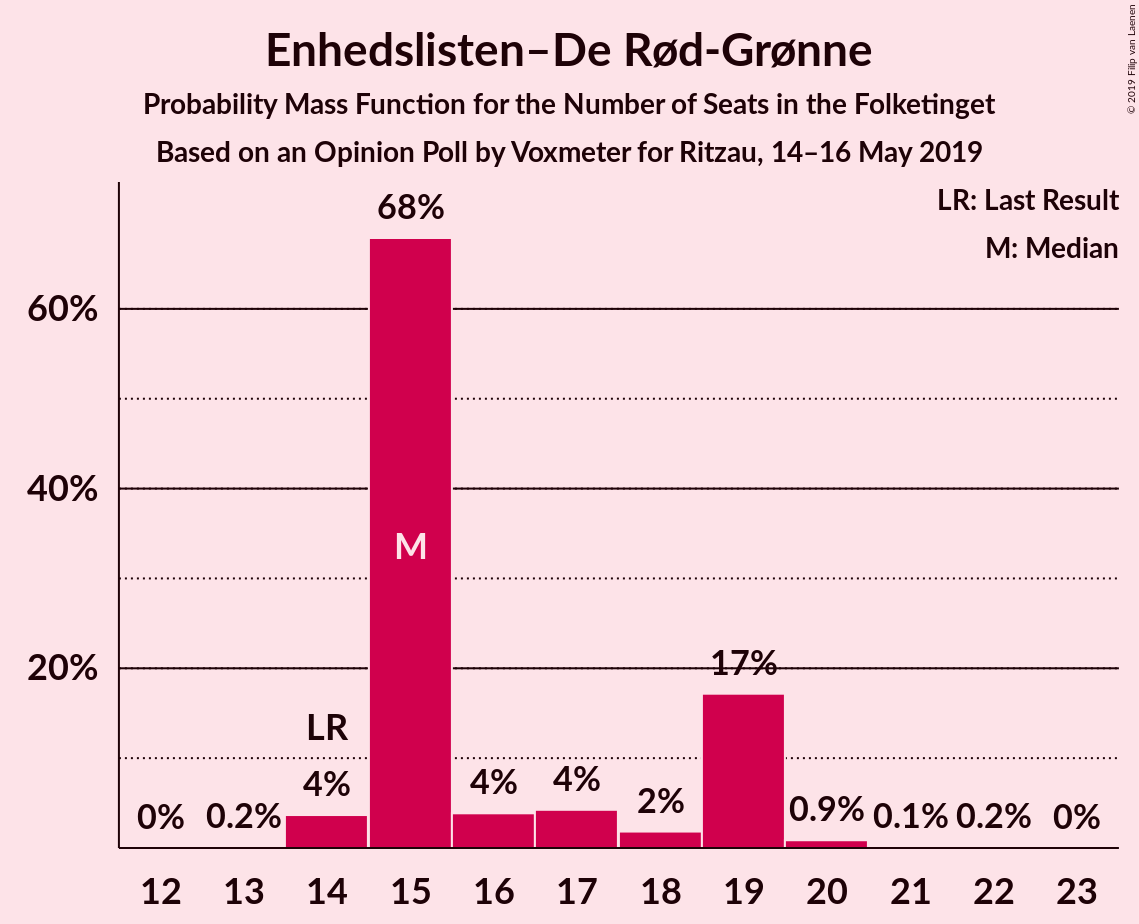 Enhedslisten–De Rød-Grønne
Probability Mass Function for the Number of Seats in the Folketinget
Based on an Opinion Poll by Voxmeter for Ritzau, 14–16 May 2019
© 2019 Filip van Laenen
LR: Last Result
M: Median
68%
60%
40%
M
20%
17%
LR
4%
4%
4%
2%
0%
0.2%
0.9%
0.1%
0.2%
0%
12 13 14 15 16 17 18 19 20 21 22 23